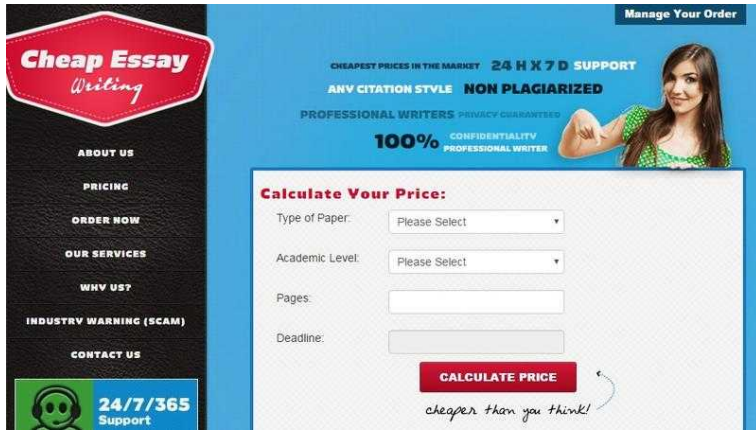 Manage Your Order
Cheap Essay
Writing
CHEAPEST PRICES IN THE MARKET 24 H X 7 D SUPPORT
ANY CITATION STYLE NON PLAGIARIZED
PROFESSIONAL WRITERS PRIVACY GUARANTEED
100% CONFIDENTIALITY
PROFESSIONAL WRITER
ABOUT US
PRICING
ORDER NOW
OUR SERVICES
WHY US?
INDUSTRY WARNING (SCAM)
CONTACT US
24/7/365
Support
Calculate Your Price:
Type of Paper: Please Select
Academic Level: Please Select
Pages:
Deadline:
CALCULATE PRICE
cheaper than you think!